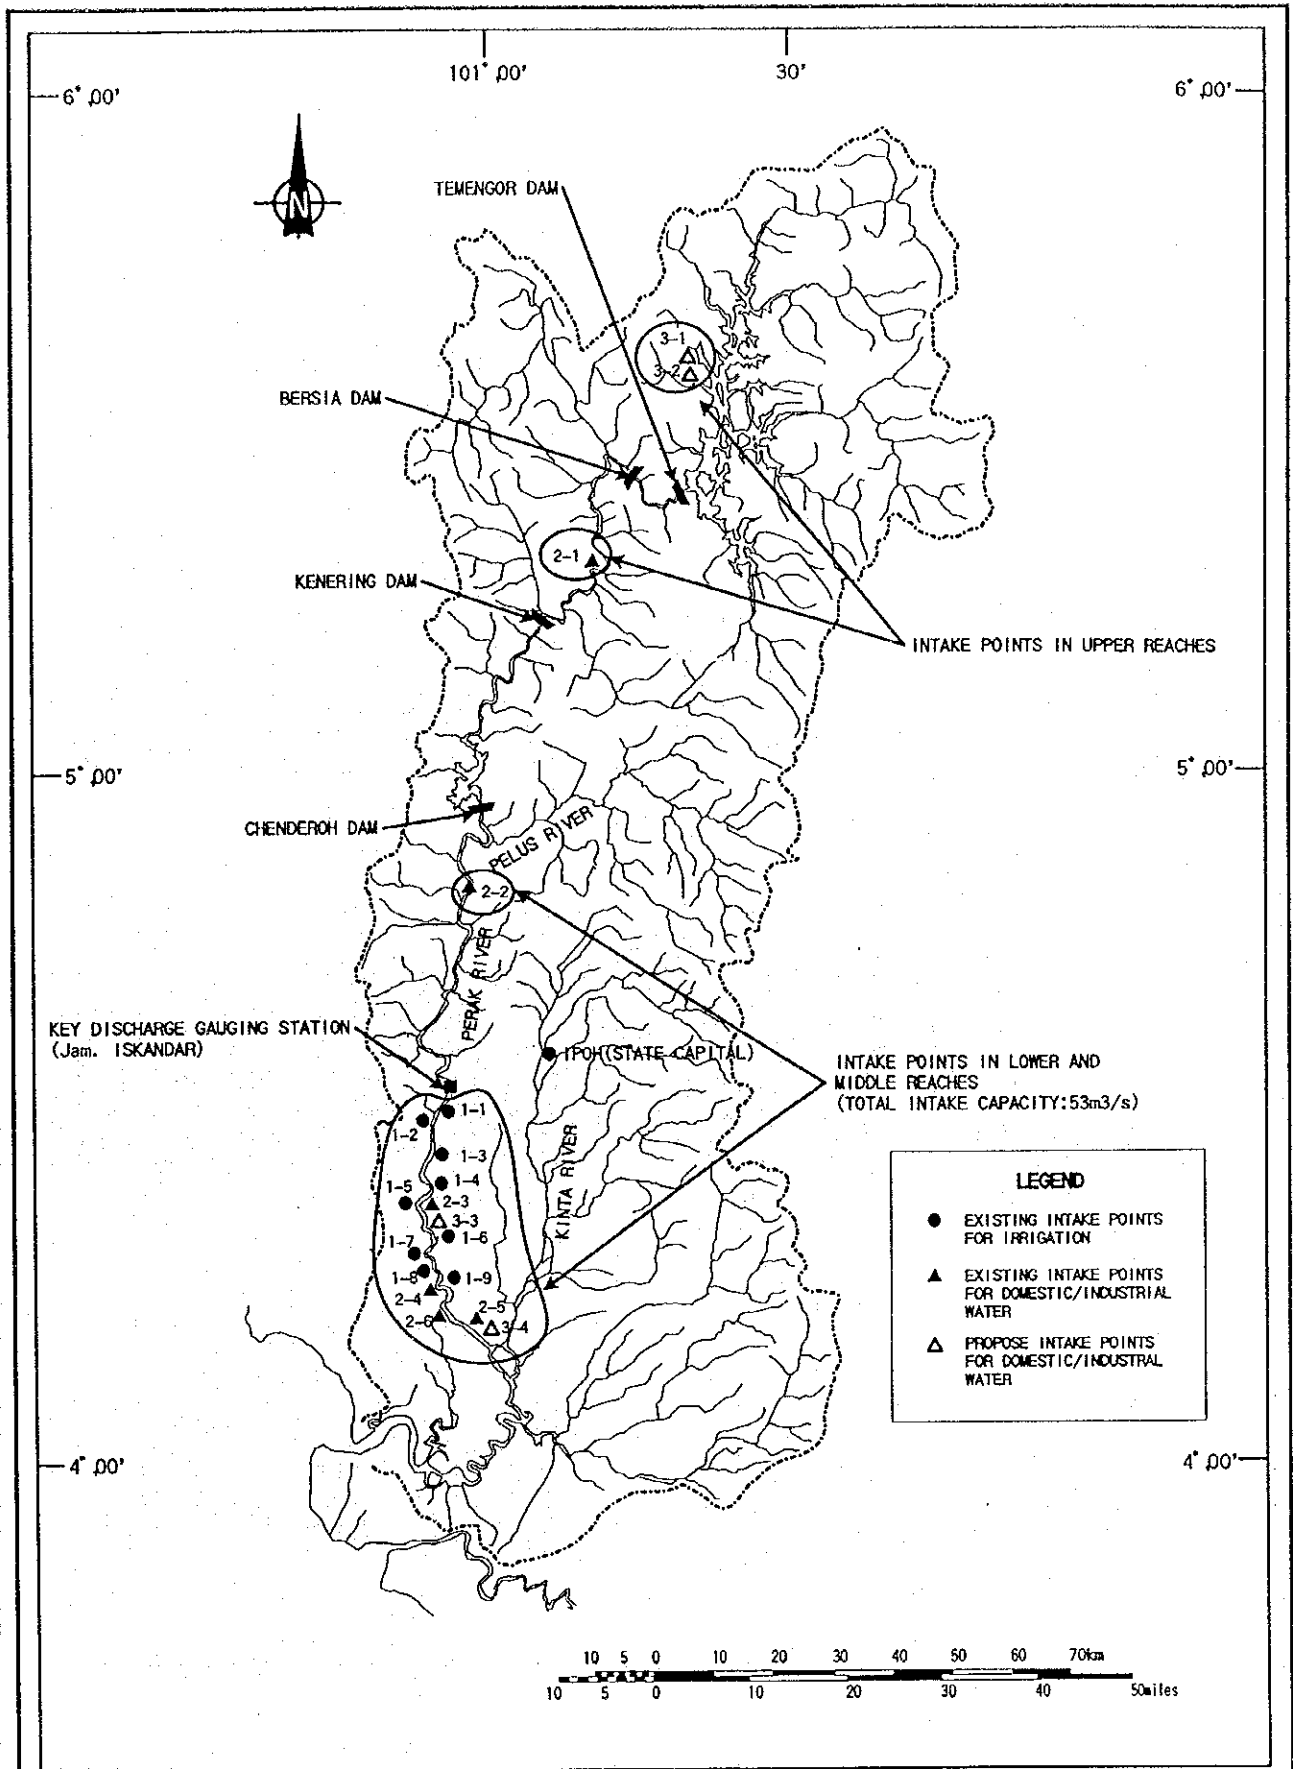 101° 00'
30'
6° 00'
6° 00'
N
TEMENGOR DAM
3-1
3-2
BERSIA DAM
2-1
KENERING DAM
INTAKE POINTS IN UPPER REACHES
5° 00'
5° 00'
CHENDEROH DAM
PELUS RIVER
2-2
PERAK RIVER
KEY DISCHARGE GAUGING STATION
(Jam. ISKANDAR)
IPOH(STATE CAPITAL)
INTAKE POINTS IN LOWER AND
MIDDLE REACHES
(TOTAL INTAKE CAPACITY:53m3/s)
1-1
1-2
1-3
1-4
1-5
2-3
3-3
1-6
KINTA RIVER
1-7
1-8
1-9
2-4
2-5
2-6
3-4
LEGEND
EXISTING INTAKE POINTS
FOR IRRIGATION
EXISTING INTAKE POINTS
FOR DOMESTIC/INDUSTRIAL
WATER
PROPOSE INTAKE POINTS
FOR DOMESTIC/INDUSTRAL
WATER
4° 00'
4° 00'
10 5 0 10 20 30 40 50 60 70km
10 5 0 10 20 30 40 50miles